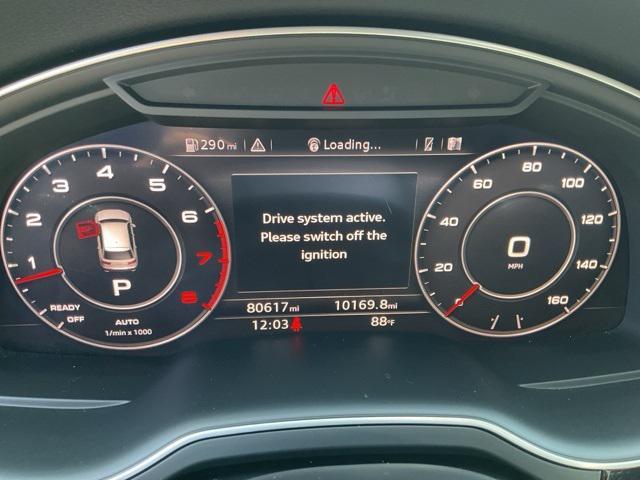 290 mi
Loading...
Drive system active.
Please switch off the
ignition
1
2
3
4
5
6
7
8
READY
OFF
AUTO
1/min x 1000
P
20
40
60
80
100
120
140
160
0
MPH
80617mi
10169.8mi
12:03
88°F